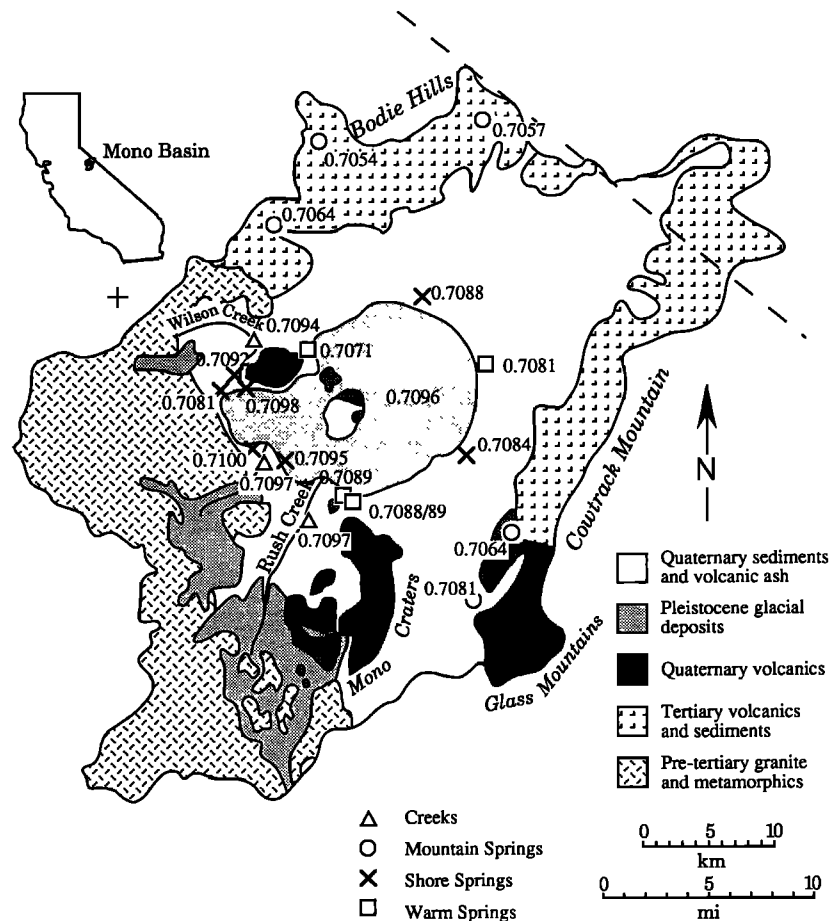 Mono Basin
Bodie Hills
0.7057
0.7054
0.7064
+
0.7088
Wilson Creek
0.7094
0.7092
0.7071
0.7081
0.7081
0.7098
0.7096
0.7084
0.7100
0.7095
0.7097
0.7089
0.7088/89
Rush Creek
0.7097
0.7064
0.7081
Cowtrack Mountain
N
Mono Craters
Glass Mountains
Quaternary sediments
and volcanic ash
Pleistocene glacial
deposits
Quaternary volcanics
Tertiary volcanics
and sediments
Pre-tertiary granite
and metamorphics
Creeks
Mountain Springs
Shore Springs
Warm Springs
0 5 10
km
0 5 10
mi